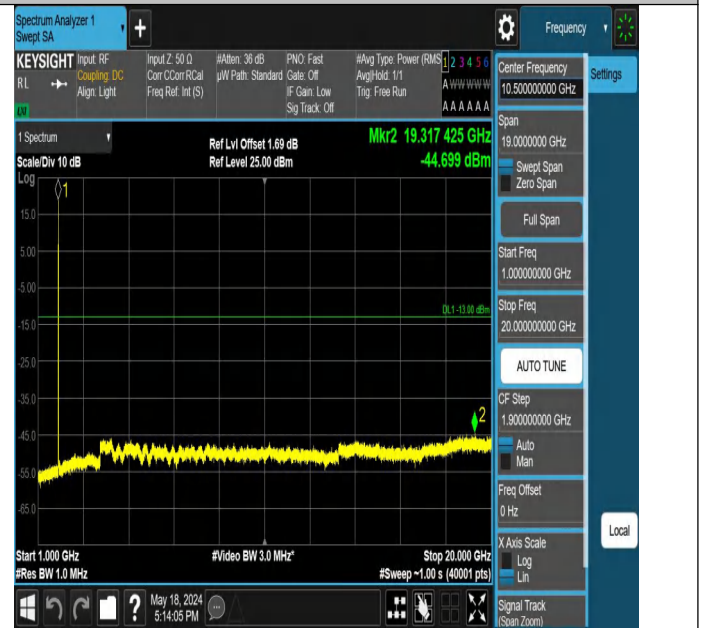 Spectrum Analyzer 1
Swept SA
+
Frequency
KEYSIGHT
RL
LXI
Input: RF
Coupling: DC
Align: Light
Input Z: 50 Ω
Corr CCorr RCal
Freq Ref: Int (S)
#Atten: 36 dB
µW Path: Standard
PNO: Fast
Gate: Off
IF Gain: Low
Sig Track: Off
#Avg Type: Power (RMS
Avg|Hold: 1/1
Trig: Free Run
1 2 3 4 5 6
A W W W W W
A A A A A A
1 Spectrum
Scale/Div 10 dB
Log
Ref Lvl Offset 1.69 dB
Ref Level 25.00 dBm
Mkr2 19.317 425 GHz
-44.699 dBm
1
15.0
5.00
-5.00
DL1 -13.00 dBm
-15.0
-25.0
-35.0
2
-45.0
-55.0
-65.0
Start 1.000 GHz
#Res BW 1.0 MHz
#Video BW 3.0 MHz*
Stop 20.000 GHz
#Sweep ~1.00 s (40001 pts)
?
May 18, 2024
5:14:05 PM
Center Frequency
10.500000000 GHz
Settings
Span
19.0000000 GHz
Swept Span
Zero Span
Full Span
Start Freq
1.000000000 GHz
Stop Freq
20.000000000 GHz
AUTO TUNE
CF Step
1.900000000 GHz
Auto
Man
Freq Offset
0 Hz
Local
X Axis Scale
Log
Lin
Signal Track
(Span Zoom)